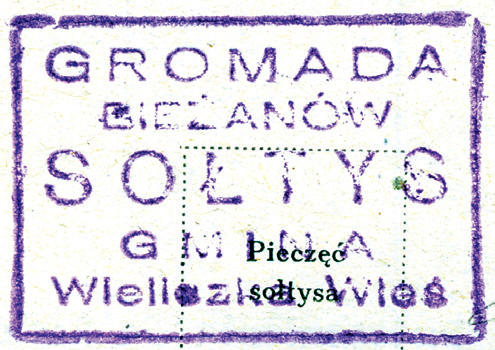 GROMADA
BIEŻANÓW
SOŁTYS
GMINA
Wieliczka Wieś
Pieczęć
sołtysa